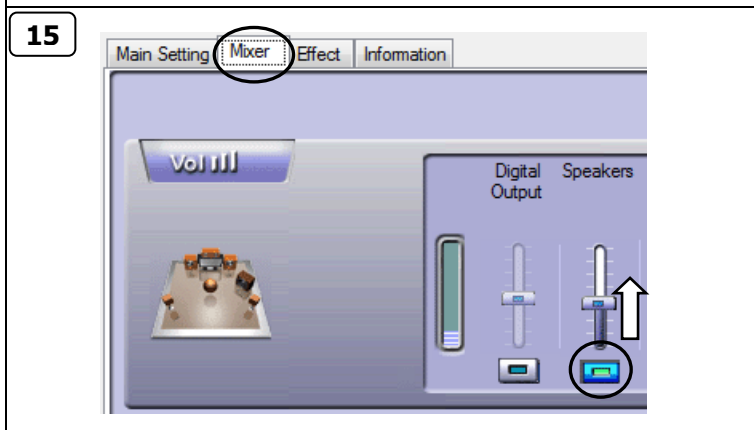 15
Main Setting Mixer Effect Information
Vol
Digital Speakers
Output